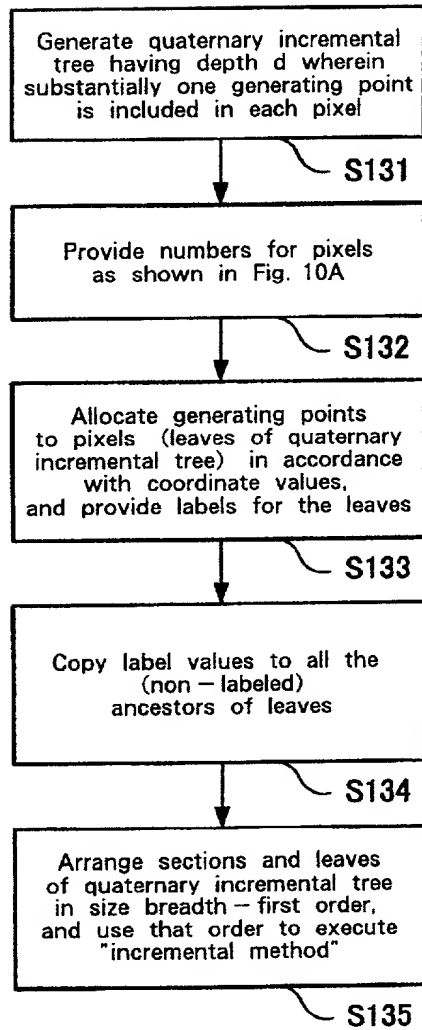 Generate quaternary incremental
tree having depth d wherein
substantially one generating point
is included in each pixel
S131
Provide numbers for pixels
as shown in Fig. 10A
S132
Allocate generating points
to pixels (leaves of quaternary
incremental tree) in accordance
with coordinate values,
and provide labels for the leaves
S133
Copy label values to all the
(non-labeled)
ancestors of leaves
S134
Arrange sections and leaves
of quaternary incremental tree
in size breadth-first order,
and use that order to execute
"incremental method"
S135